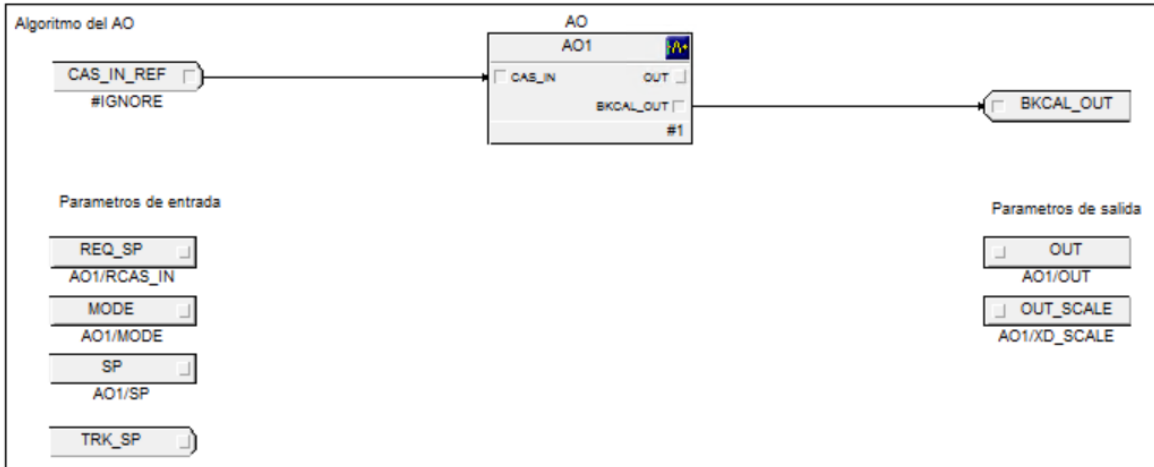 Algoritmo del AO
AO
AO1
CAS_IN_REF
#IGNORE
CAS_IN
OUT
BKCAL_OUT
#1
BKCAL_OUT
Parametros de entrada
REQ_SP
AO1/RCAS_IN
MODE
AO1/MODE
SP
AO1/SP
TRK_SP
Parametros de salida
OUT
AO1/OUT
OUT_SCALE
AO1/XD_SCALE